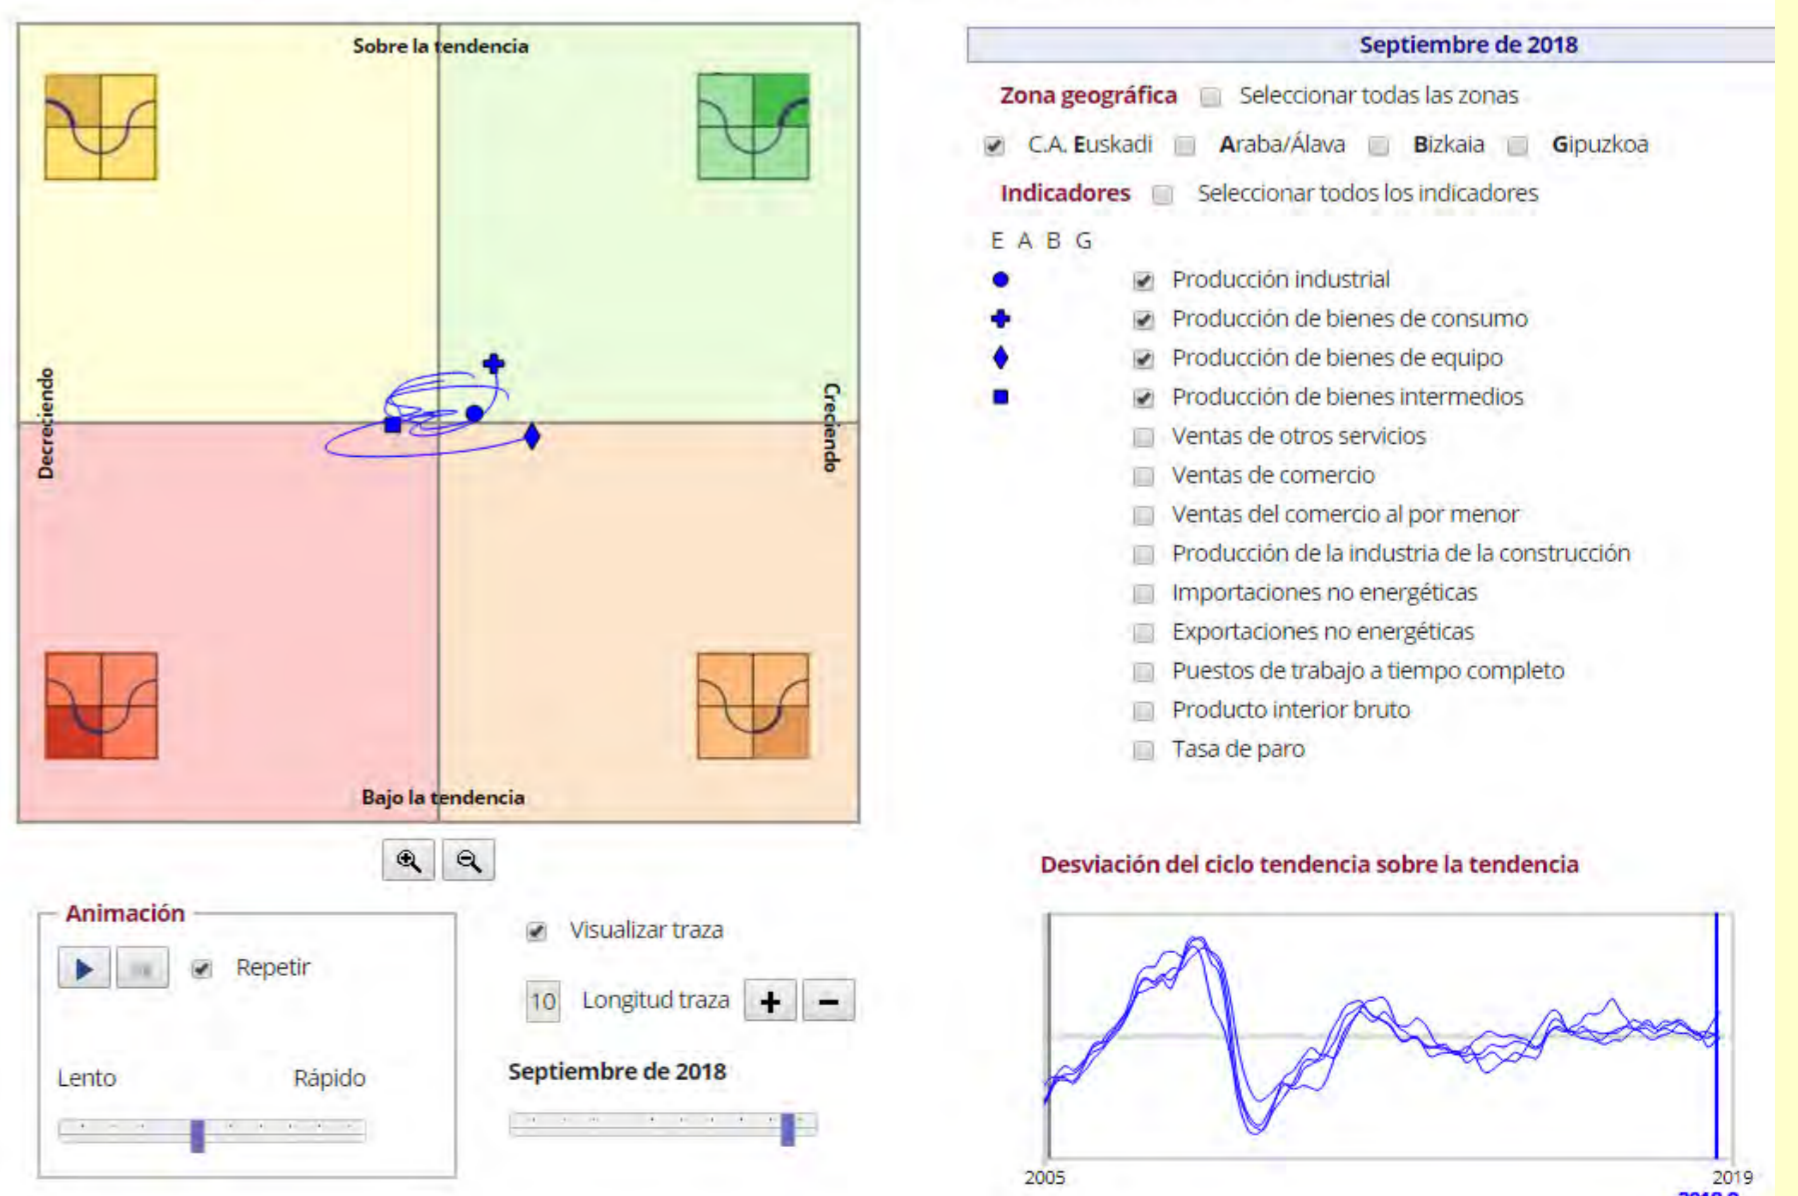 Sobre la tendencia
Decreciendo
Creciendo
Bajo la tendencia
Animación
Repetir
Lento
Rápido
Visualizar traza
10 Longitud traza + −
Septiembre de 2018
Septiembre de 2018
Zona geográfica Seleccionar todas las zonas
C.A. Euskadi Araba/Álava Bizkaia Gipuzkoa
Indicadores Seleccionar todos los indicadores
E A B G
Producción industrial
Producción de bienes de consumo
Producción de bienes de equipo
Producción de bienes intermedios
Ventas de otros servicios
Ventas de comercio
Ventas del comercio al por menor
Producción de la industria de la construcción
Importaciones no energéticas
Exportaciones no energéticas
Puestos de trabajo a tiempo completo
Producto interior bruto
Tasa de paro
Desviación del ciclo tendencia sobre la tendencia
2005
2019